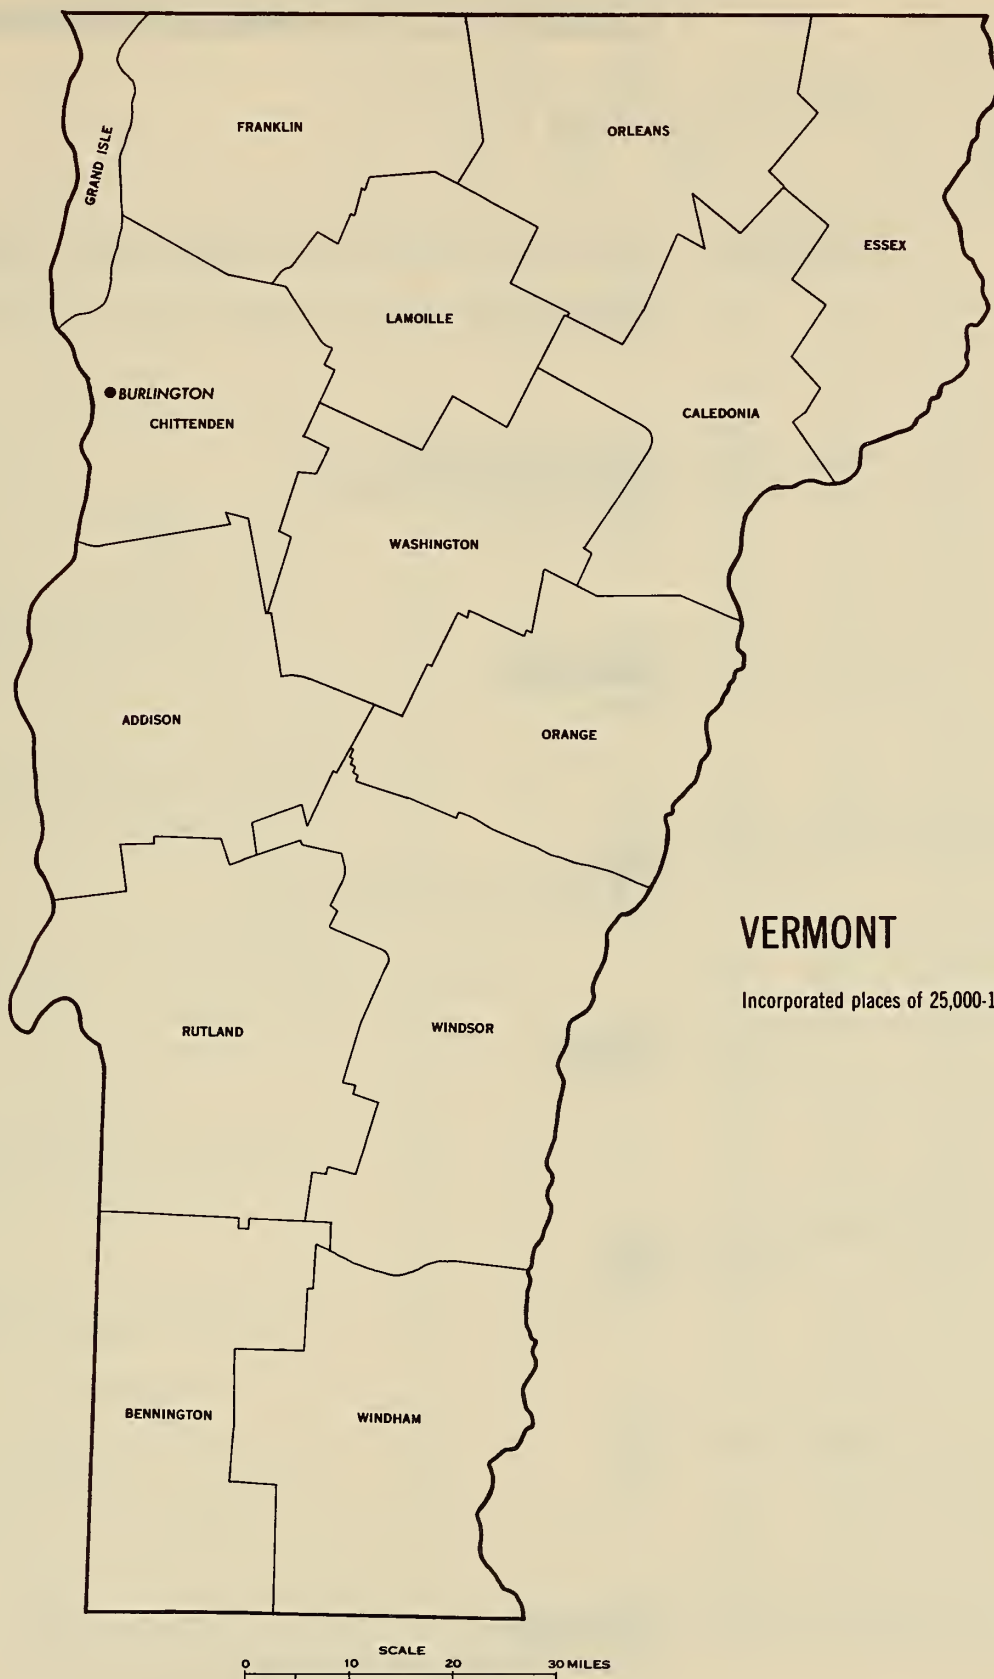 FRANKLIN
ORLEANS
GRAND ISLE
ESSEX
LAMOILLE
BURLINGTON
CHITTENDEN
CALEDONIA
WASHINGTON
ADDISON
ORANGE
VERMONT
Incorporated places of 25,000-1
RUTLAND
WINDSOR
BENNINGTON
WINDHAM
SCALE
0 10 20 30 MILES